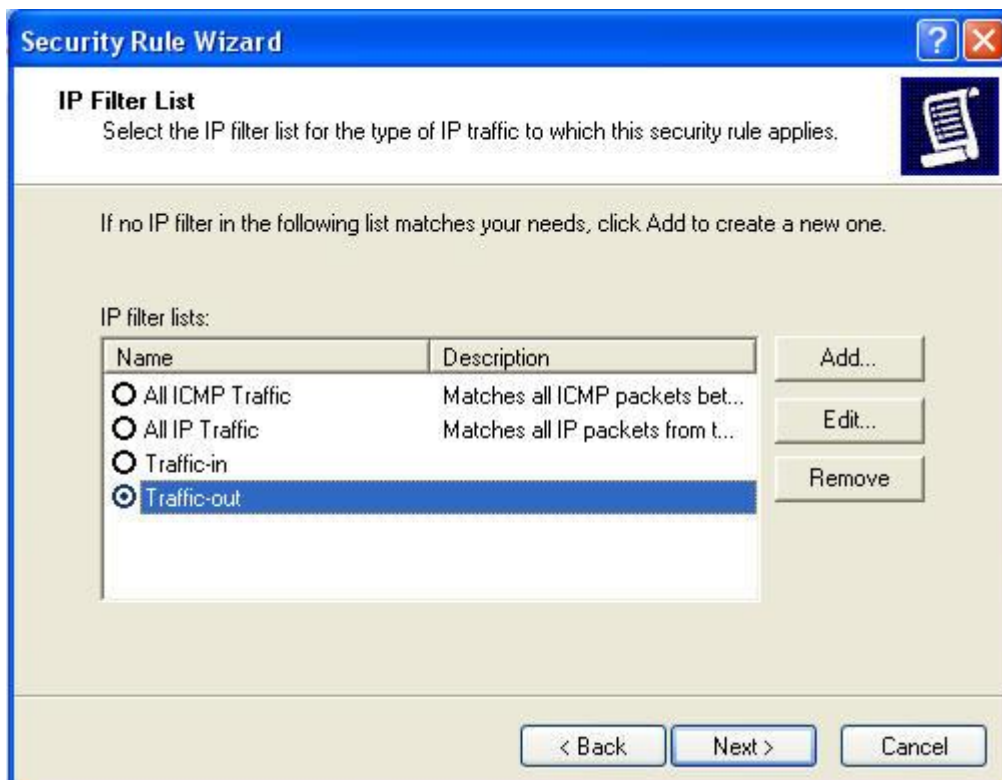 Security Rule Wizard
IP Filter List
Select the IP filter list for the type of IP traffic to which this security rule applies.
If no IP filter in the following list matches your needs, click Add to create a new one.
IP filter lists:
Name Description
All ICMP Traffic Matches all ICMP packets bet...
All IP Traffic Matches all IP packets from t...
Traffic-in
Traffic-out
Add...
Edit...
Remove
< Back Next > Cancel